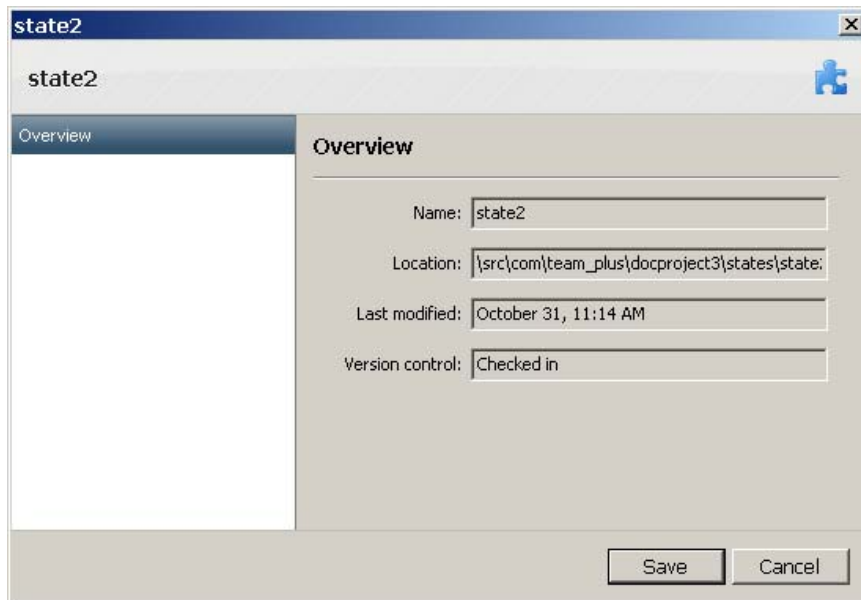 state2
state2
Overview
Overview
Name: state2
Location: \src\com\team_plus\docproject3\states\state
Last modified: October 31, 11:14 AM
Version control: Checked in
Save Cancel